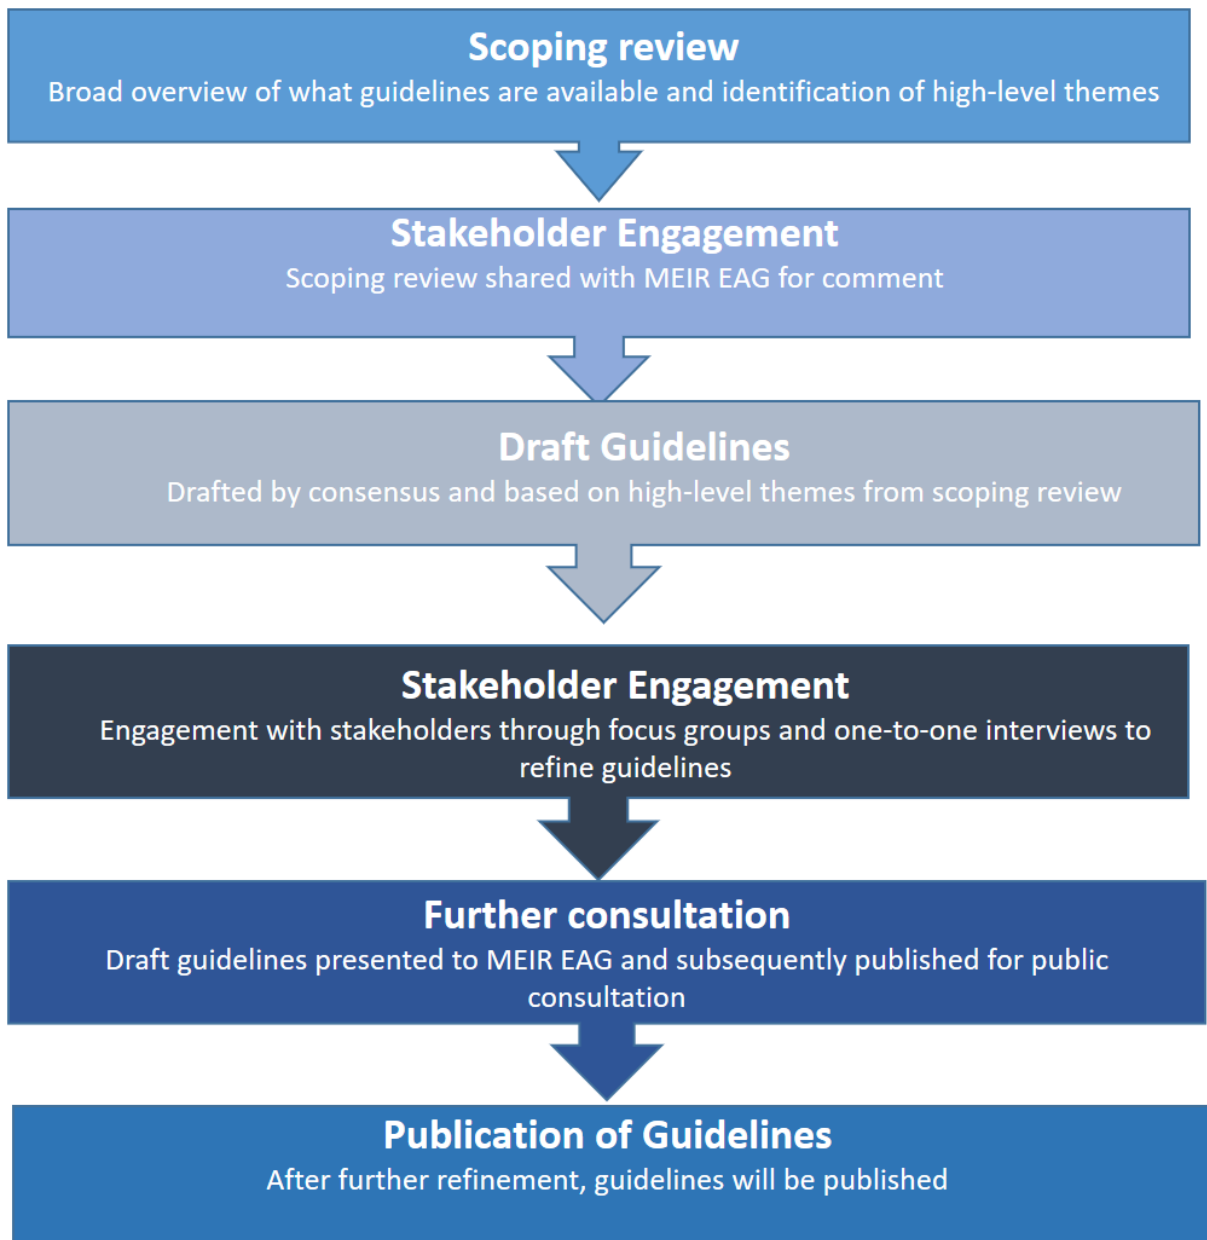 Scoping review
Broad overview of what guidelines are available and identification of high-level themes
Stakeholder Engagement
Scoping review shared with MEIR EAG for comment
Draft Guidelines
Drafted by consensus and based on high-level themes from scoping review
Stakeholder Engagement
Engagement with stakeholders through focus groups and one-to-one interviews to
refine guidelines
Further consultation
Draft guidelines presented to MEIR EAG and subsequently published for public
consultation
Publication of Guidelines
After further refinement, guidelines will be published